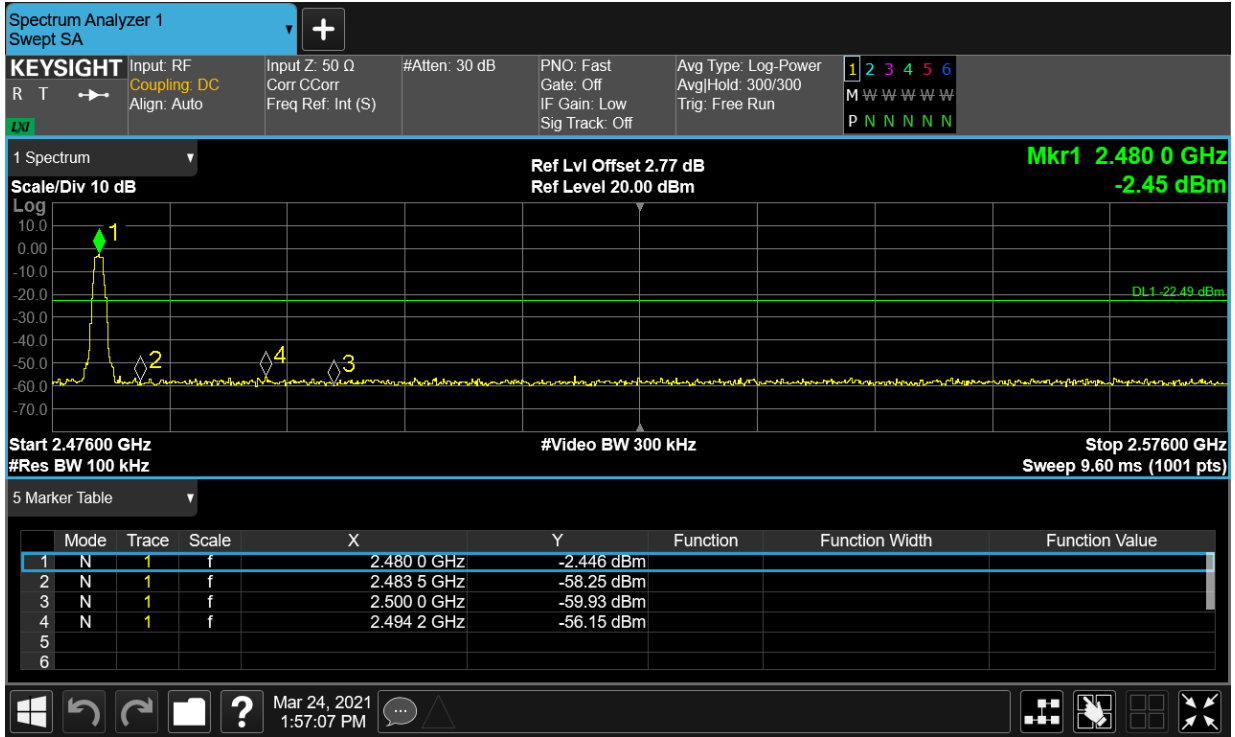 Spectrum Analyzer 1
Swept SA
KEYSIGHT Input: RF Input Z: 50 Ω #Atten: 30 dB PNO: Fast Avg Type: Log-Power 1 2 3 4 5 6
R T Coupling: DC Corr CCorr Gate: Off Avg|Hold: 300/300 M W W W W W
Align: Auto Freq Ref: Int (S) IF Gain: Low Trig: Free Run
LXI Sig Track: Off P N N N N N
1 Spectrum Ref Lvl Offset 2.77 dB Mkr1 2.480 0 GHz
Scale/Div 10 dB Ref Level 20.00 dBm -2.45 dBm
Log
10.0 1
0.00
-10.0
-20.0 DL1 -22.49 dBm
-30.0
-40.0
-50.0 2 4 3
-60.0
-70.0
Start 2.47600 GHz #Video BW 300 kHz Stop 2.57600 GHz
#Res BW 100 kHz Sweep 9.60 ms (1001 pts)
5 Marker Table
Mode Trace Scale X Y Function Function Width Function Value
1 N 1 f 2.480 0 GHz -2.446 dBm
2 N 1 f 2.483 5 GHz -58.25 dBm
3 N 1 f 2.500 0 GHz -59.93 dBm
4 N 1 f 2.494 2 GHz -56.15 dBm
5
6
? Mar 24, 2021
1:57:07 PM